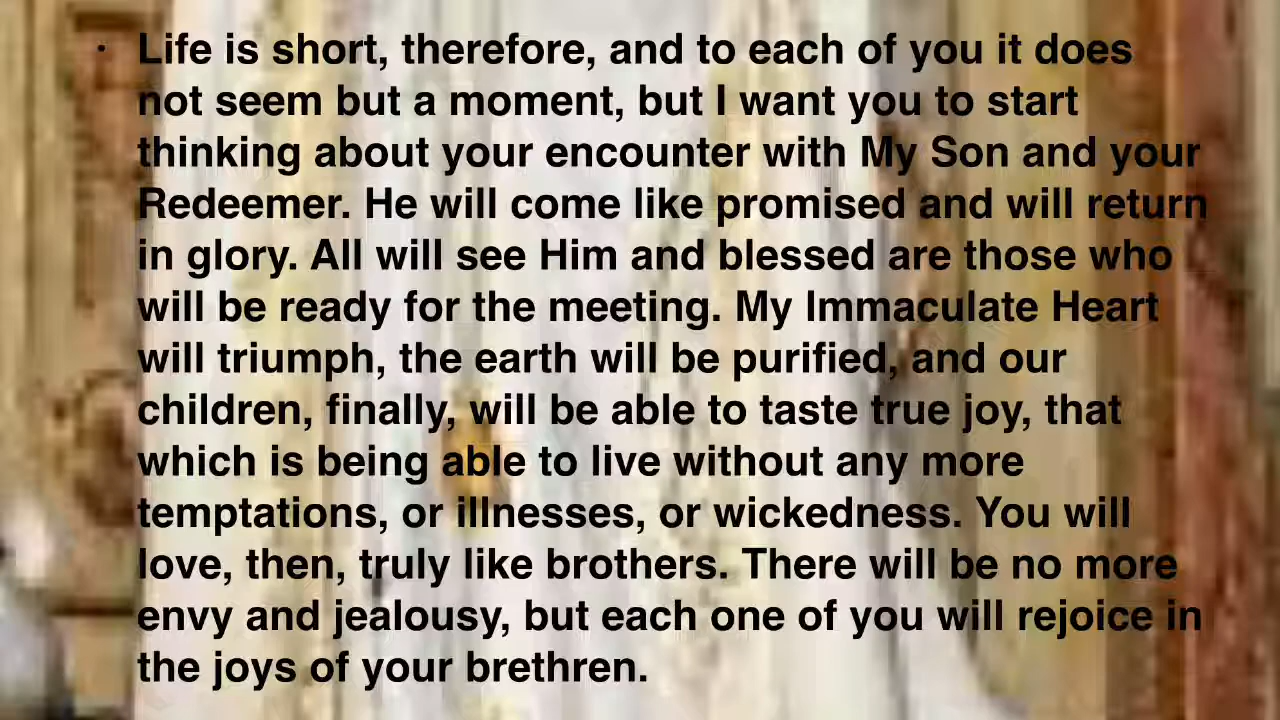 • Life is short, therefore, and to each of you it does
not seem but a moment, but I want you to start
thinking about your encounter with My Son and your
Redeemer. He will come like promised and will return
in glory. All will see Him and blessed are those who
will be ready for the meeting. My Immaculate Heart
will triumph, the earth will be purified, and our
children, finally, will be able to taste true joy, that
which is being able to live without any more
temptations, or illnesses, or wickedness. You will
love, then, truly like brothers. There will be no more
envy and jealousy, but each one of you will rejoice in
the joys of your brethren.